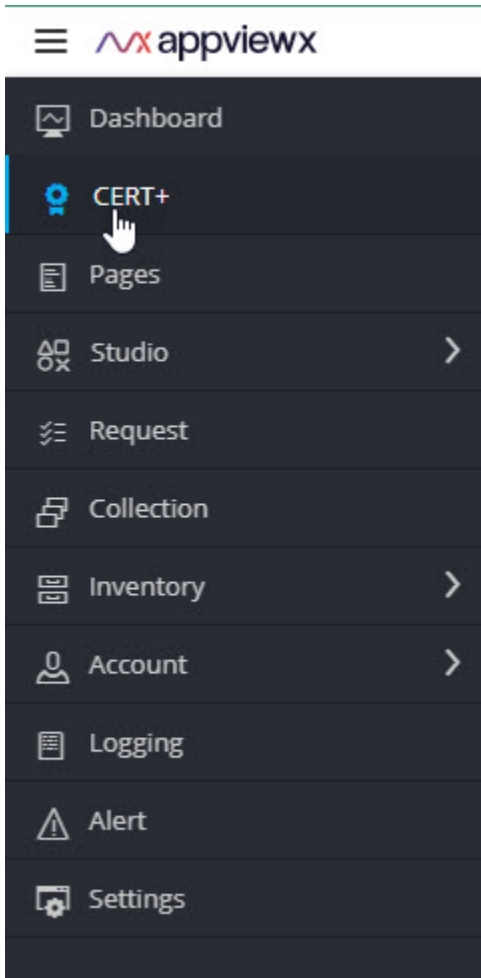 appviewx
Dashboard
CERT+
Pages
Studio
Request
Collection
Inventory
Account
Logging
Alert
Settings